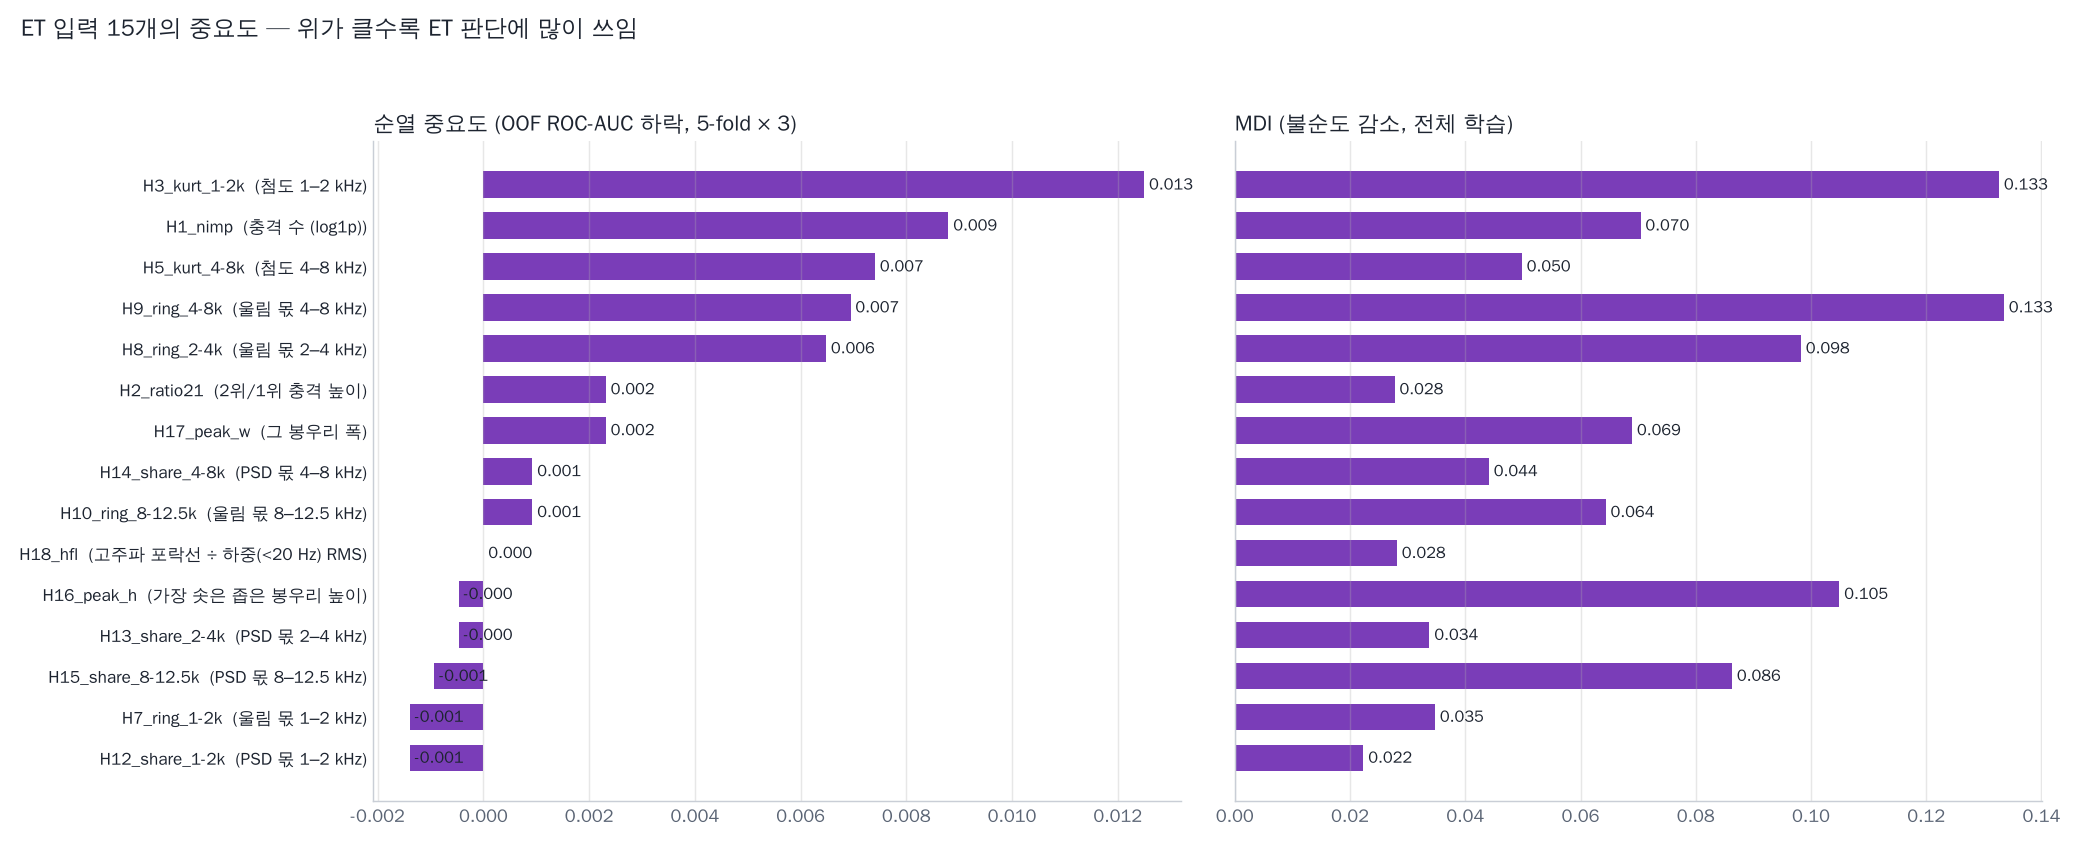 ET 입력 15개의 중요도 — 위가 클수록 ET 판단에 많이 쓰임
순열 중요도 (OOF ROC-AUC 하락, 5-fold × 3)
H3_kurt_1-2k (첨도 1–2 kHz)
0.013
H1_nimp (충격 수 (log1p))
0.009
H5_kurt_4-8k (첨도 4–8 kHz)
0.007
H9_ring_4-8k (울림 몫 4–8 kHz)
0.007
H8_ring_2-4k (울림 몫 2–4 kHz)
0.006
H2_ratio21 (2위/1위 충격 높이)
0.002
H17_peak_w (그 봉우리 폭)
0.002
H14_share_4-8k (PSD 몫 4–8 kHz)
0.001
H10_ring_8-12.5k (울림 몫 8–12.5 kHz)
0.001
H18_hfl (고주파 포락선 ÷ 하중(<20 Hz) RMS)
0.000
H16_peak_h (가장 솟은 좁은 봉우리 높이)
-0.000
H13_share_2-4k (PSD 몫 2–4 kHz)
-0.000
H15_share_8-12.5k (PSD 몫 8–12.5 kHz)
-0.001
H7_ring_1-2k (울림 몫 1–2 kHz)
-0.001
H12_share_1-2k (PSD 몫 1–2 kHz)
-0.001
-0.002 0.000 0.002 0.004 0.006 0.008 0.010 0.012
MDI (불순도 감소, 전체 학습)
0.133
0.070
0.050
0.133
0.098
0.028
0.069
0.044
0.064
0.028
0.105
0.034
0.086
0.035
0.022
0.00 0.02 0.04 0.06 0.08 0.10 0.12 0.14